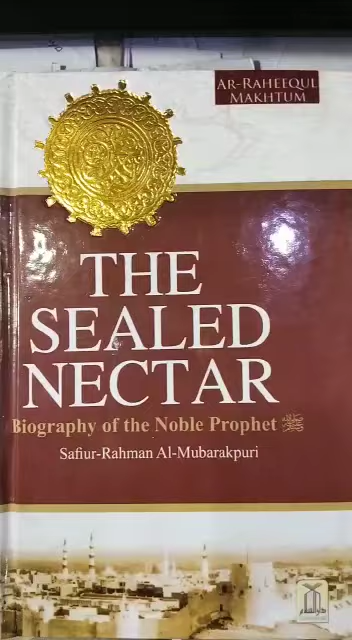 AR-RAHEEQUL
MAKHTUM
THE
SEALED
NECTAR
Biography of the Noble Prophet ﷺ
Safiur-Rahman Al-Mubarakpuri
دارالسلام